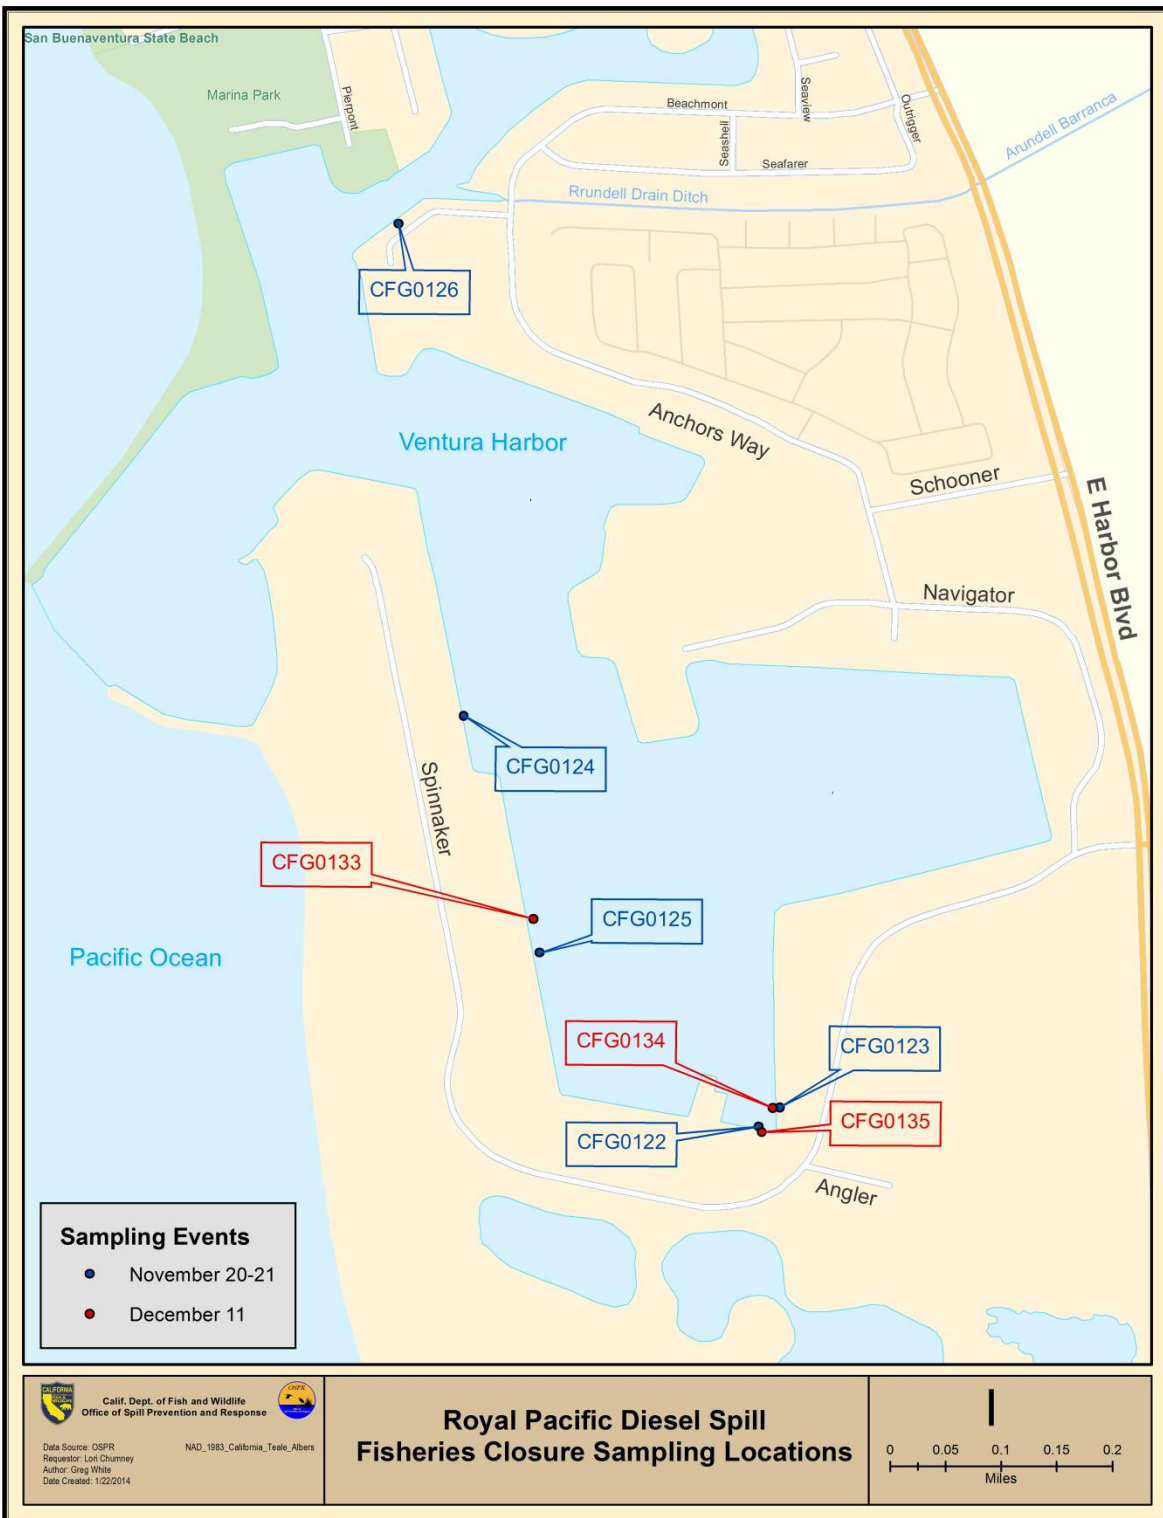 San Buenaventura State Beach
Marina Park
Pierpont
Beachmont
Seaview
Outrigger
Seashell
Seafarer
Arundell Barranca
Rrundell Drain Ditch
CFG0126
Ventura Harbor
Anchors Way
Schooner
E Harbor Blvd
Navigator
CFG0124
Spinnaker
CFG0133
CFG0125
Pacific Ocean
CFG0134
CFG0123
CFG0122
CFG0135
Angler
Sampling Events
November 20-21
December 11
CALIFORNIA
Calif. Dept. of Fish and Wildlife
Office of Spill Prevention and Response
OSPR
Data Source: OSPR
NAD_1983_California_Teale_Albers
Requestor: Lori Chumney
Author: Greg White
Date Created: 1/22/2014
Royal Pacific Diesel Spill
Fisheries Closure Sampling Locations
0 0.05 0.1 0.15 0.2
Miles